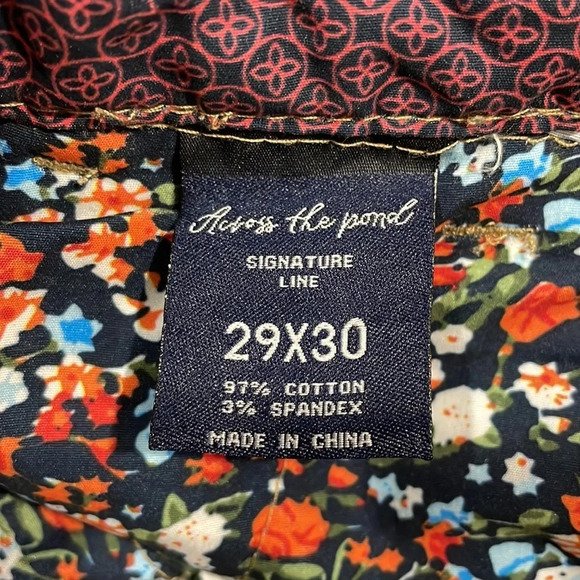 Across the pond
SIGNATURE
LINE
29X30
97% COTTON
3% SPANDEX
MADE IN CHINA